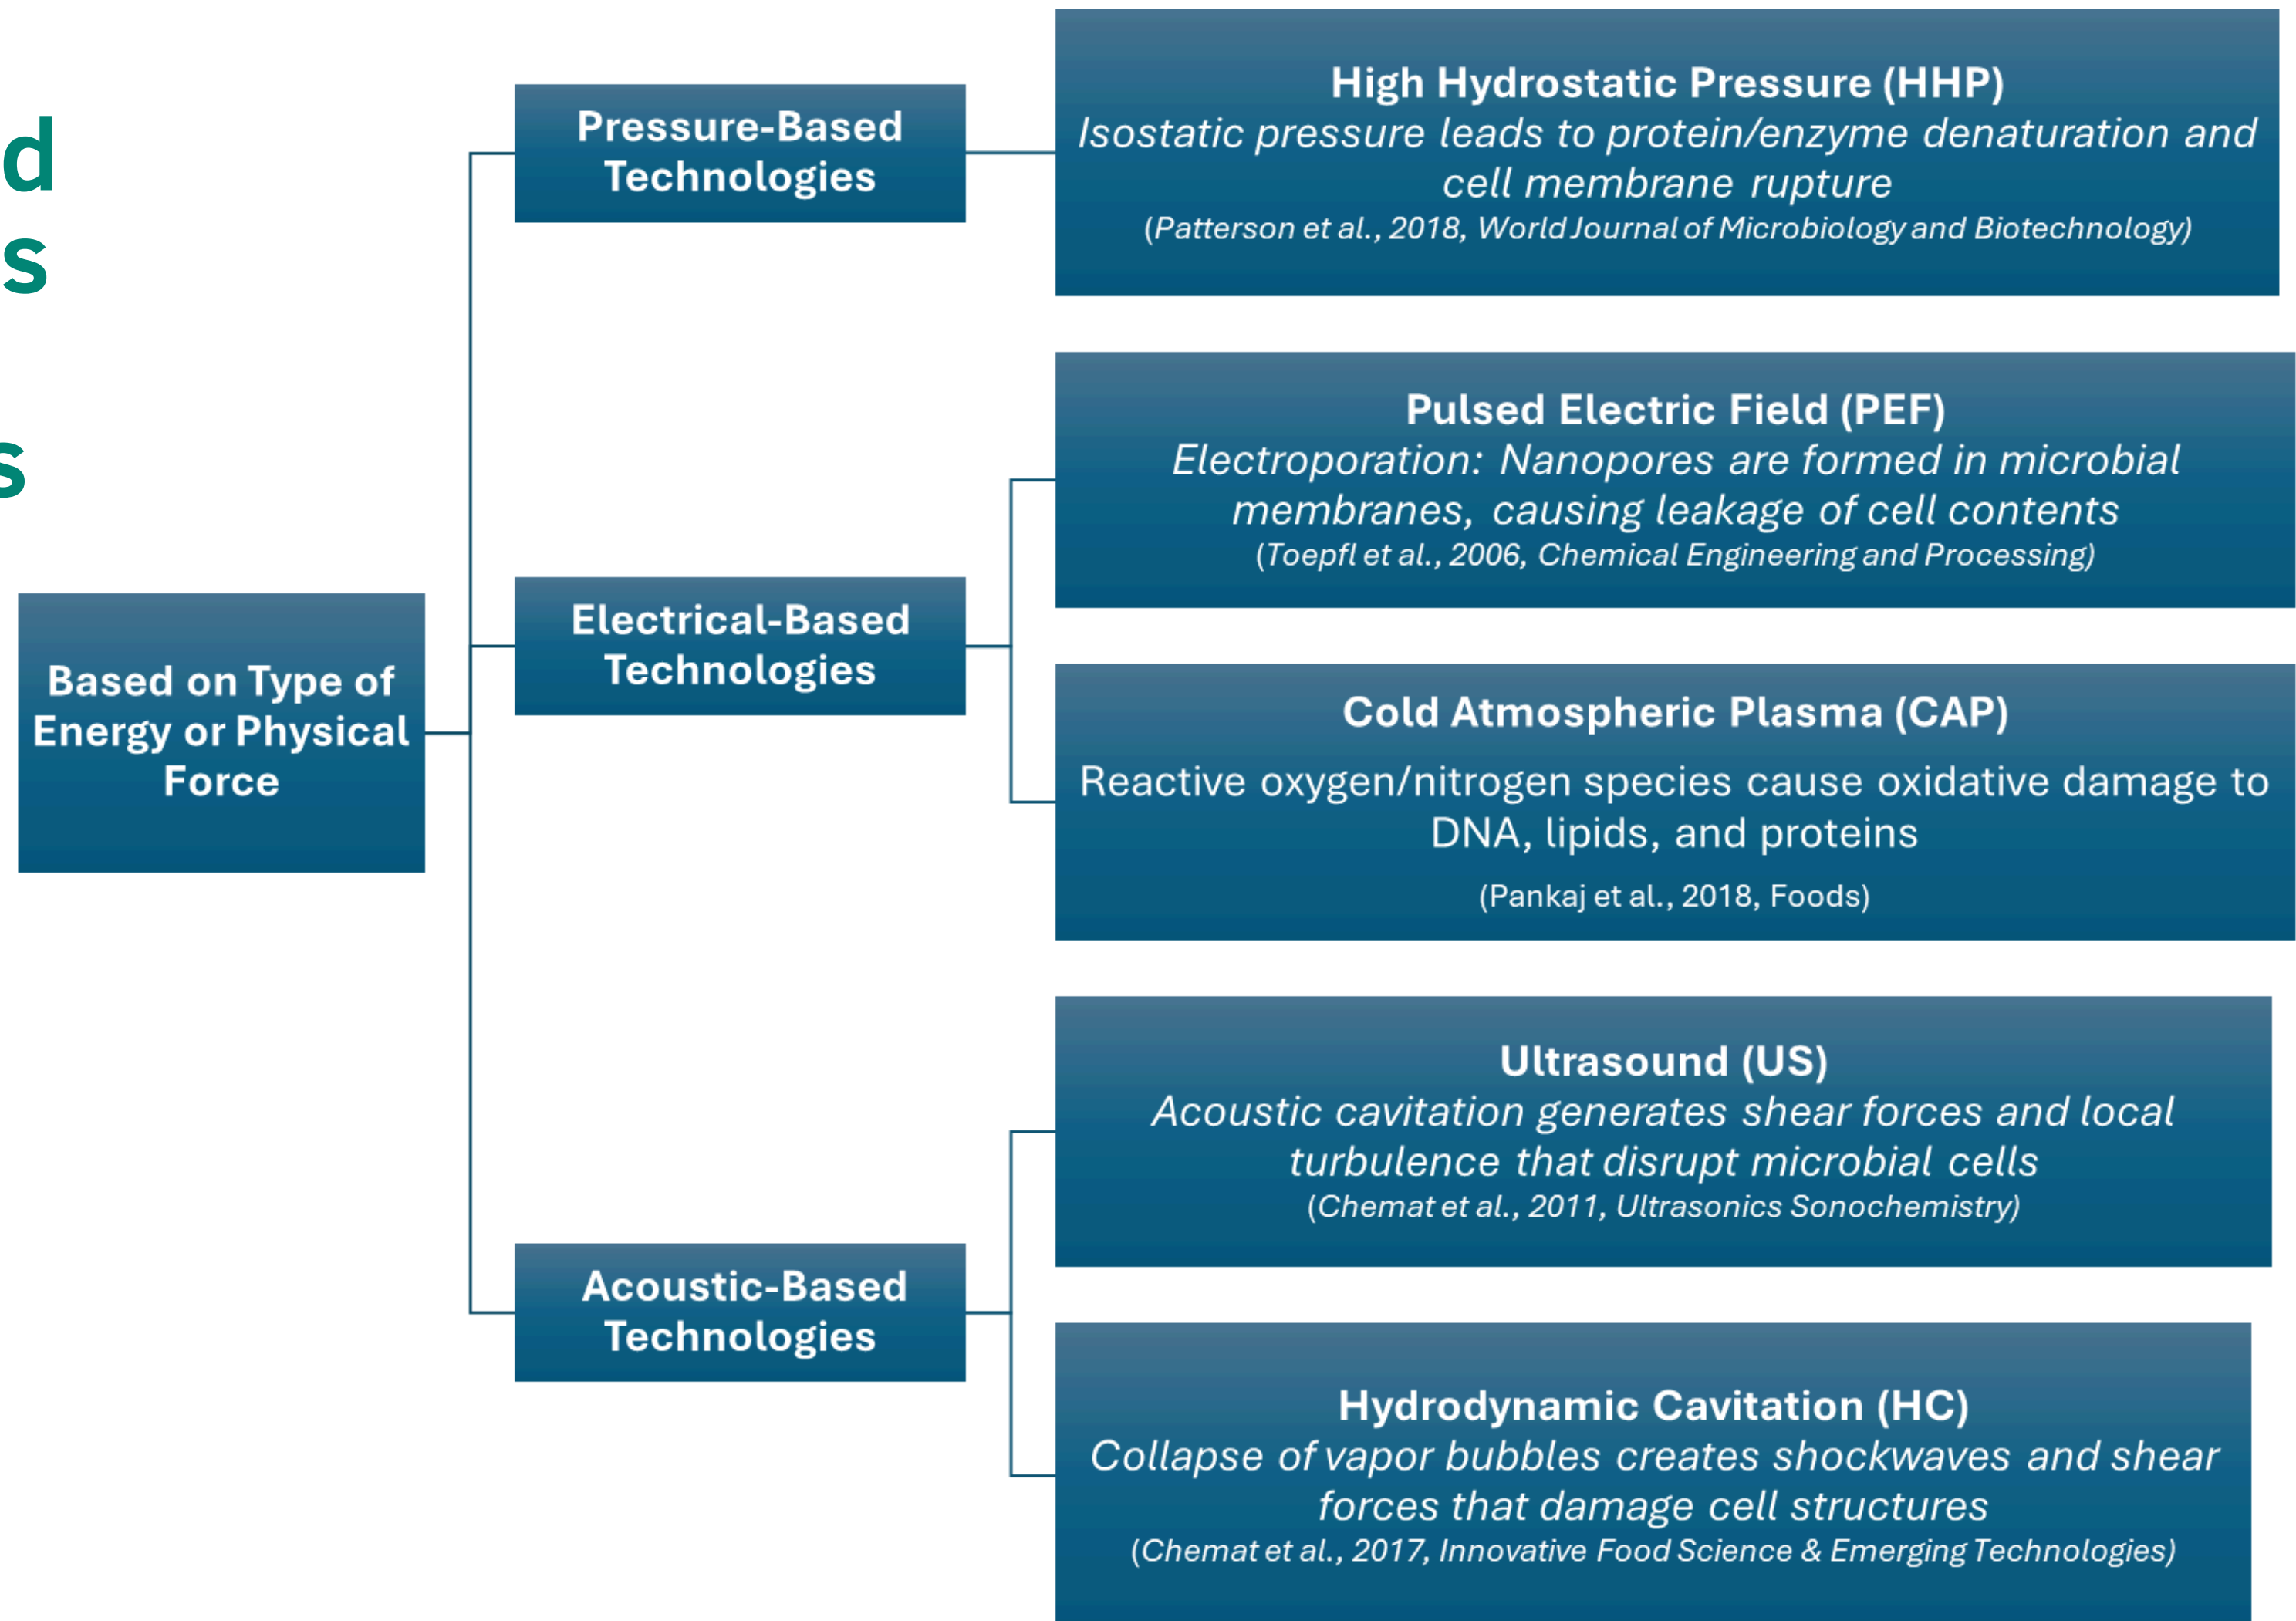 d
s
s
Based on Type of
Energy or Physical
Force
Pressure-Based
Technologies
High Hydrostatic Pressure (HHP)
Isostatic pressure leads to protein/enzyme denaturation and
cell membrane rupture
(Patterson et al., 2018, World Journal of Microbiology and Biotechnology)
Electrical-Based
Technologies
Pulsed Electric Field (PEF)
Electroporation: Nanopores are formed in microbial
membranes, causing leakage of cell contents
(Toepfl et al., 2006, Chemical Engineering and Processing)
Cold Atmospheric Plasma (CAP)
Reactive oxygen/nitrogen species cause oxidative damage to
DNA, lipids, and proteins
(Pankaj et al., 2018, Foods)
Acoustic-Based
Technologies
Ultrasound (US)
Acoustic cavitation generates shear forces and local
turbulence that disrupt microbial cells
(Chemat et al., 2011, Ultrasonics Sonochemistry)
Hydrodynamic Cavitation (HC)
Collapse of vapor bubbles creates shockwaves and shear
forces that damage cell structures
(Chemat et al., 2017, Innovative Food Science & Emerging Technologies)